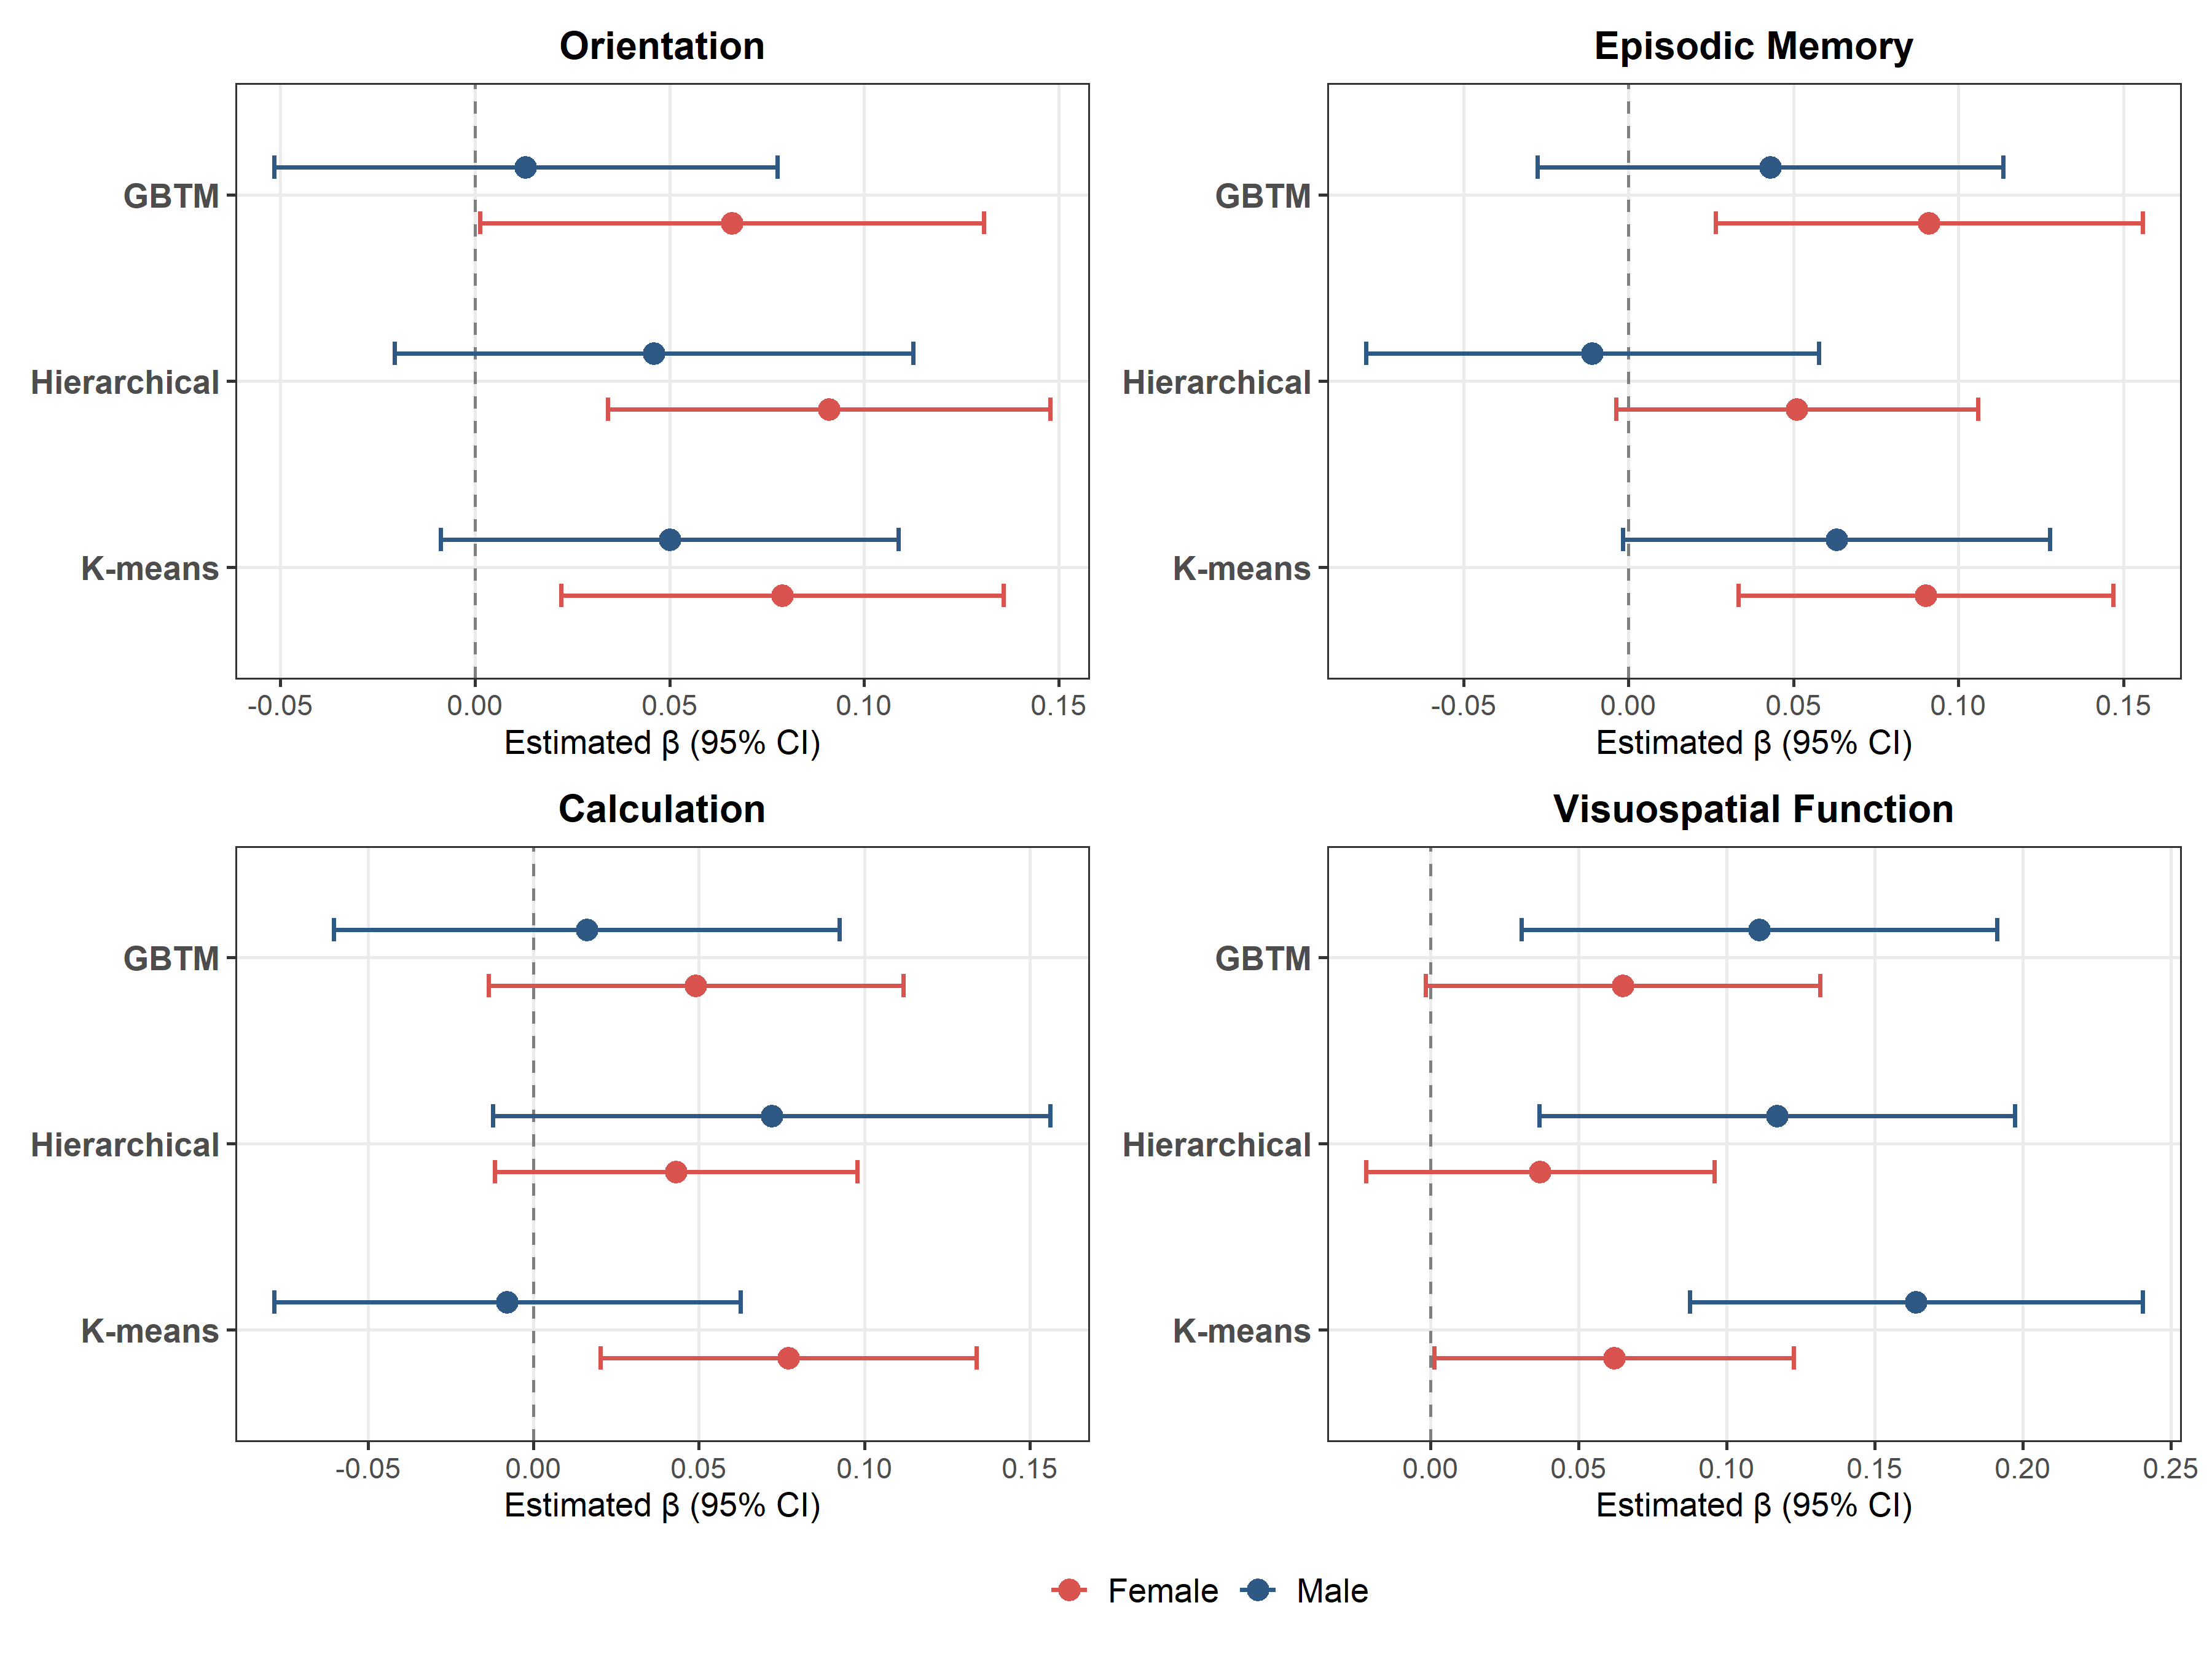 Orientation
GBTM
Hierarchical
K-means
-0.05 0.00 0.05 0.10 0.15
Estimated β (95% CI)
Episodic Memory
GBTM
Hierarchical
K-means
-0.05 0.00 0.05 0.10 0.15
Estimated β (95% CI)
Calculation
GBTM
Hierarchical
K-means
-0.05 0.00 0.05 0.10 0.15
Estimated β (95% CI)
Visuospatial Function
GBTM
Hierarchical
K-means
0.00 0.05 0.10 0.15 0.20 0.25
Estimated β (95% CI)
Female Male